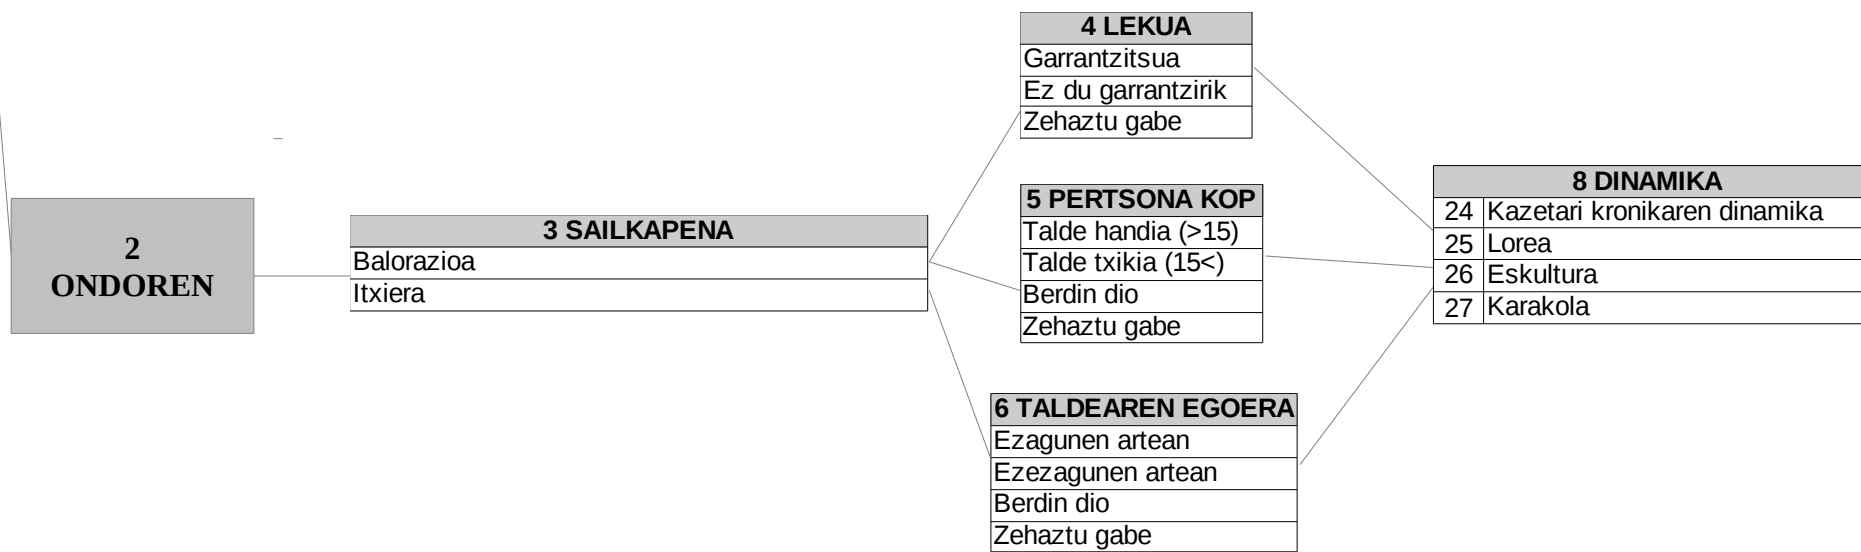 2
ONDOREN
3 SAILKAPENA
Balorazioa
Itxiera
4 LEKUA
Garrantzitsua
Ez du garrantzirik
Zehaztu gabe
5 PERTSONA KOP
Talde handia (>15)
Talde txikia (15<)
Berdin dio
Zehaztu gabe
6 TALDEAREN EGOERA
Ezagunen artean
Ezezagunen artean
Berdin dio
Zehaztu gabe
8 DINAMIKA
24 Kazetari kronikaren dinamika
25 Lorea
26 Eskultura
27 Karakola